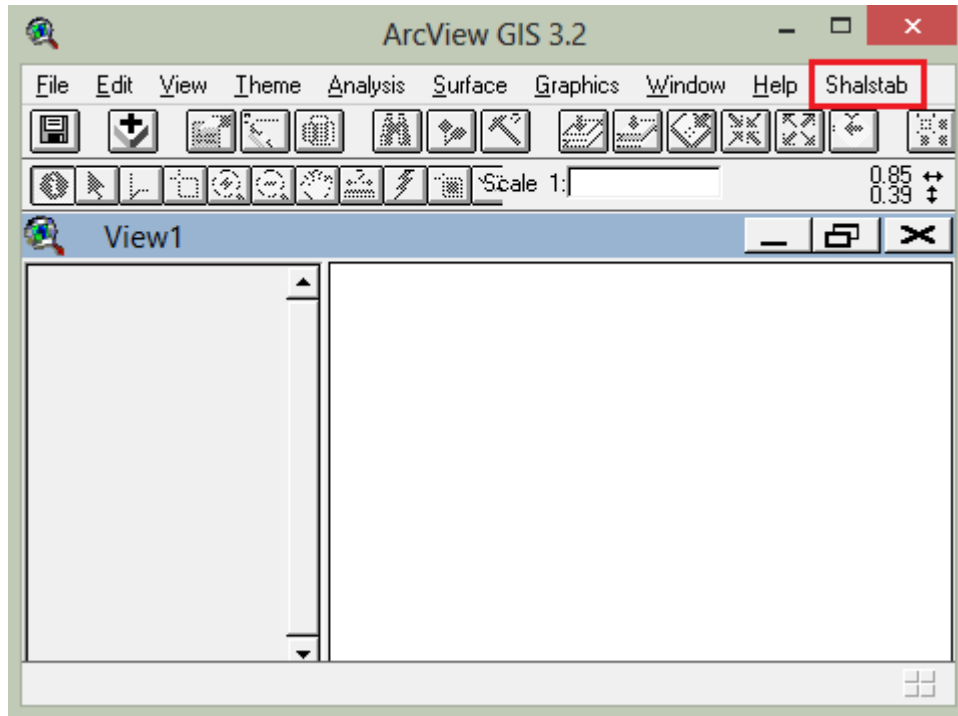 ArcView GIS 3.2
File Edit View Theme Analysis Surface Graphics Window Help Shalstab
Scale 1: 0.85
0.39
View1